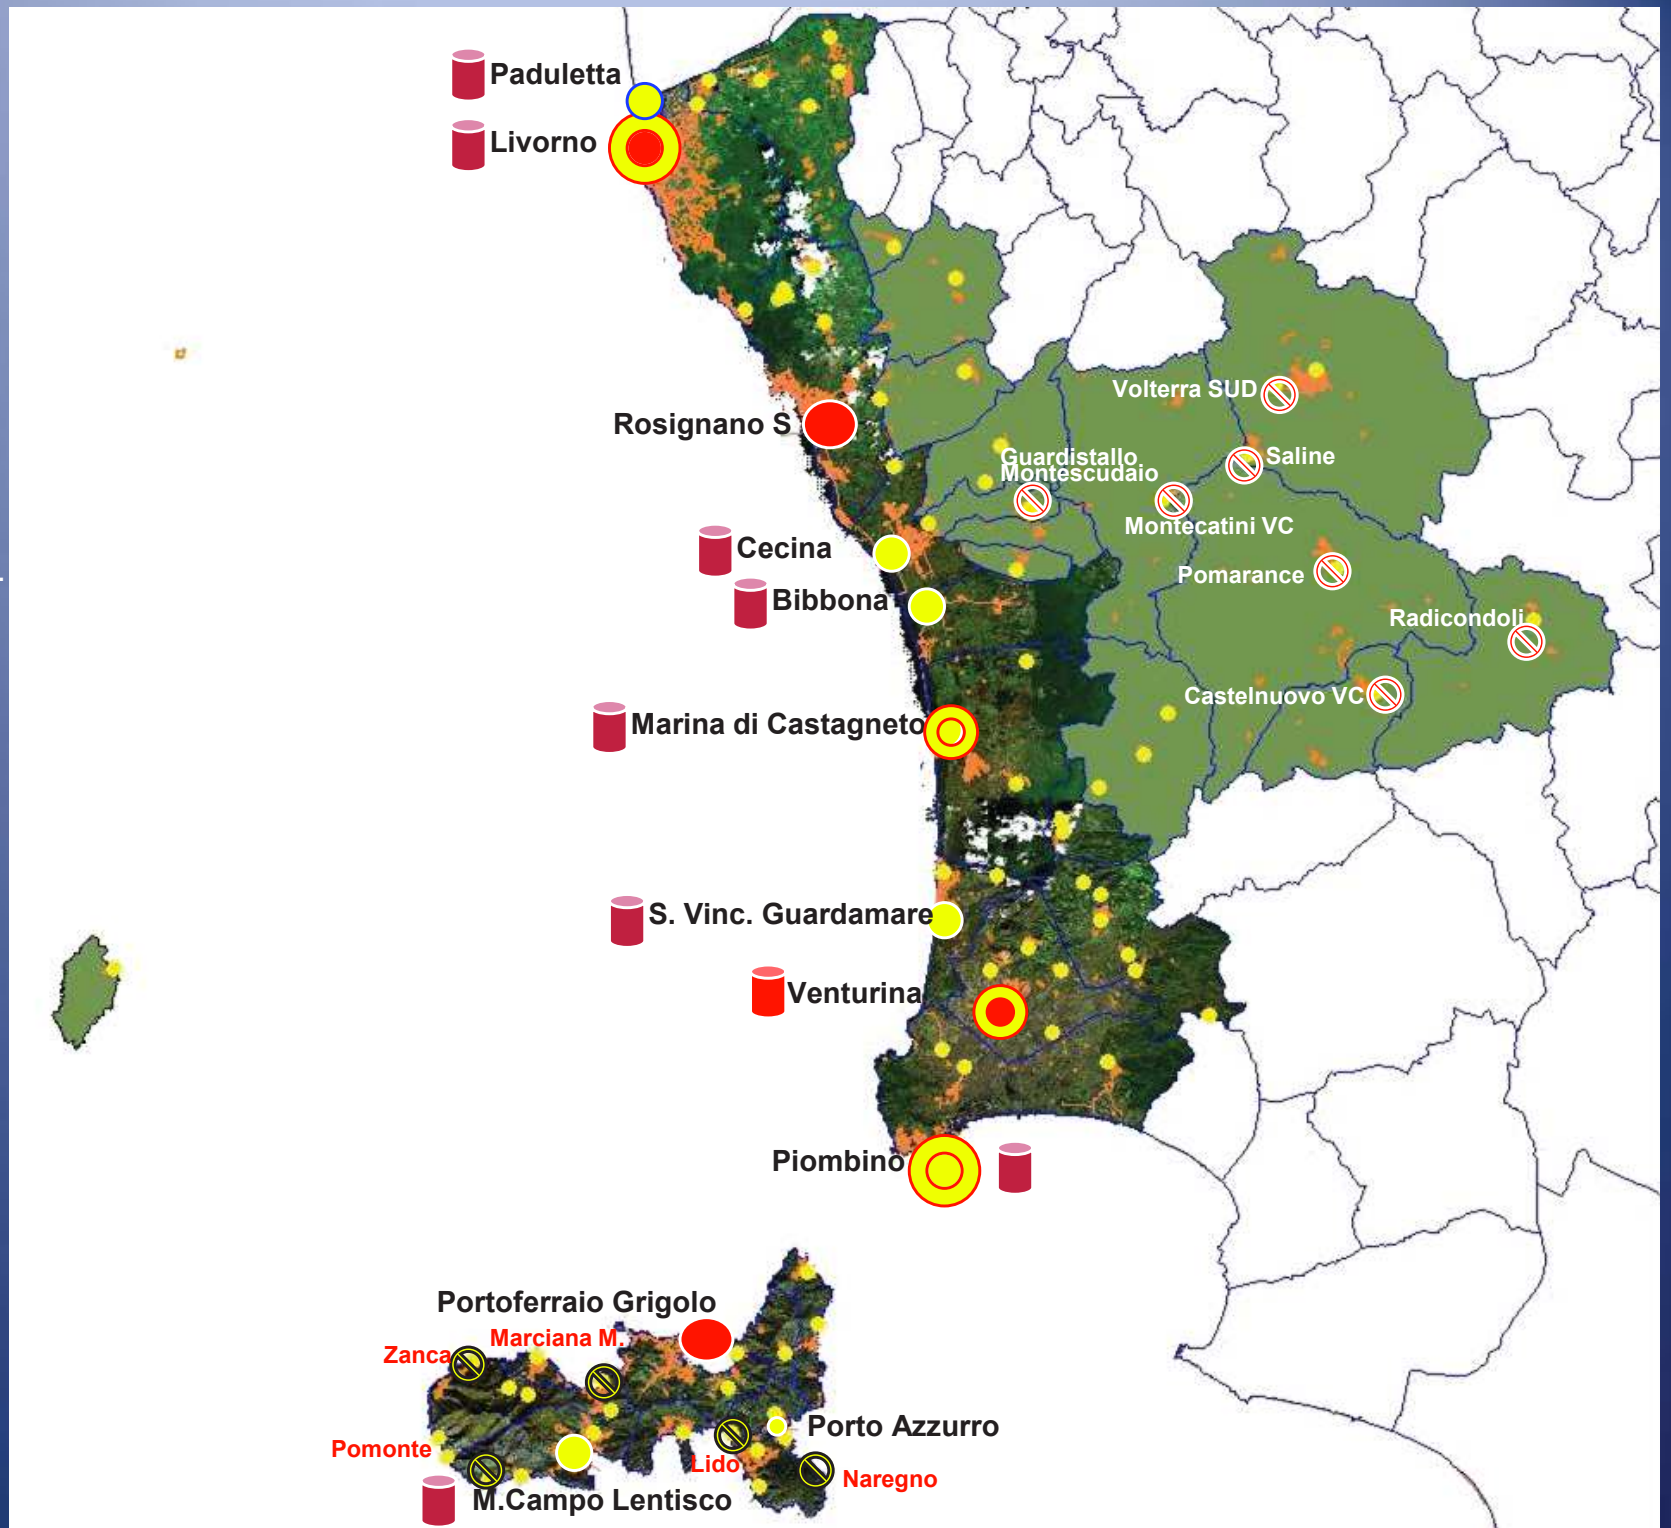 Paduletta
Livorno
Volterra SUD
Rosignano S
Guardistallo
Montescudaio
Saline
Montecatini VC
Cecina
Pomarance
Bibbona
Radicondoli
Castelnuovo VC
Marina di Castagneto
S. Vinc. Guardamare
Venturina
Piombino
Portoferraio Grigolo
Marciana M.
Zanca
Porto Azzurro
Pomonte
Lido
Naregno
M.Campo Lentisco